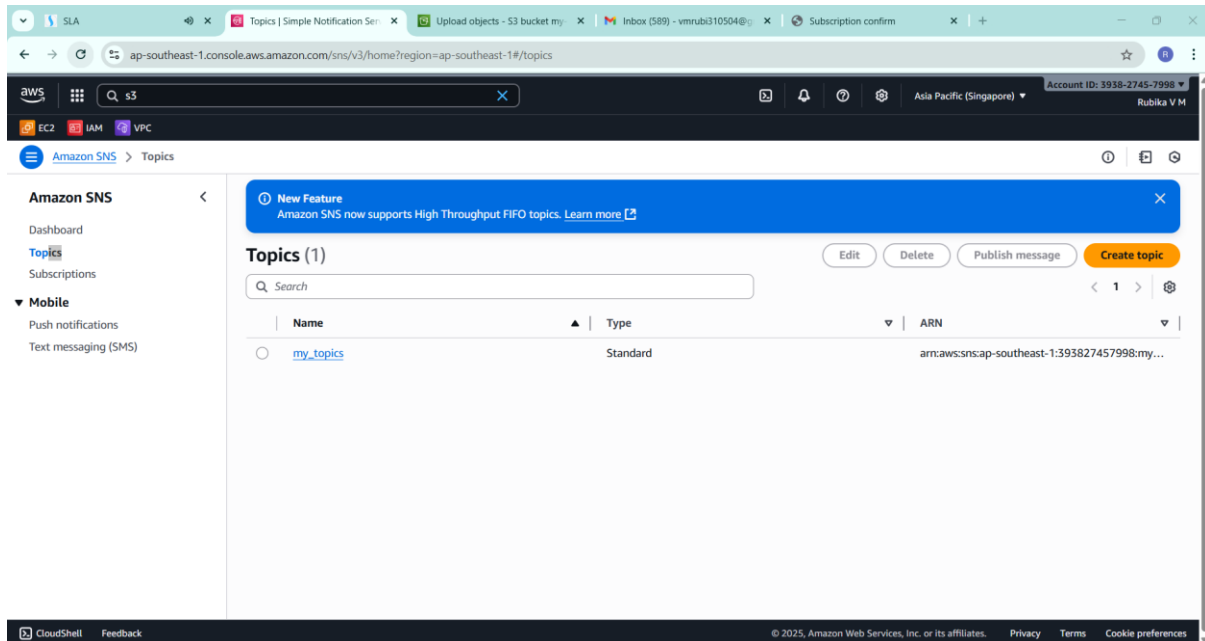 SLA
Topics | Simple Notification Ser
Upload objects - S3 bucket my-
Inbox (589) - vmrubi310504@g
Subscription confirm
ap-southeast-1.console.aws.amazon.com/sns/v3/home?region=ap-southeast-1#/topics
R
aws
s3
Asia Pacific (Singapore)
Account ID: 3938-2745-7998
Rubika V M
EC2 IAM VPC
Amazon SNS > Topics
Amazon SNS
Dashboard
Topics
Subscriptions
Mobile
Push notifications
Text messaging (SMS)
New Feature
Amazon SNS now supports High Throughput FIFO topics. Learn more
Topics (1)
Edit
Delete
Publish message
Create topic
Search
1
Name Type ARN
my_topics Standard arn:aws:sns:ap-southeast-1:393827457998:my...
CloudShell Feedback
© 2025, Amazon Web Services, Inc. or its affiliates. Privacy Terms Cookie preferences